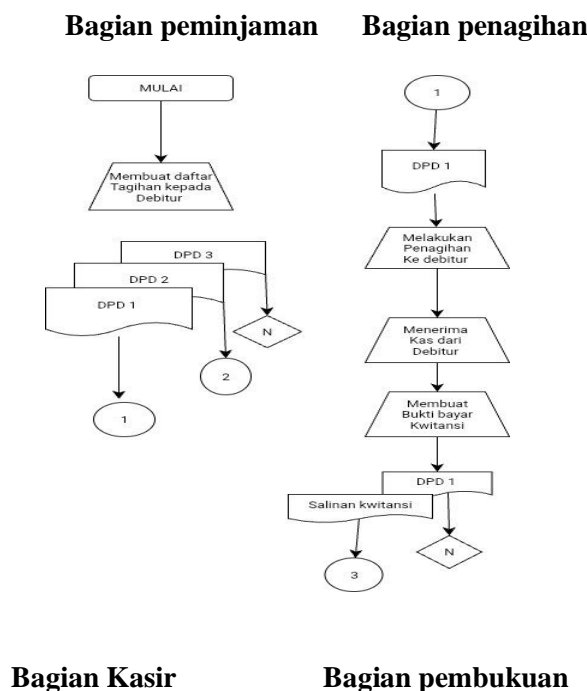 Bagian peminjaman
MULAI
Membuat daftar
Tagihan kepada
Debitur
DPD 3
DPD 2
DPD 1
N
2
1
Bagian penagihan
1
DPD 1
Melakukan
Penagihan
Ke debitur
Menerima
Kas dari
Debitur
Membuat
Bukti bayar
Kwitansi
DPD 1
Salinan kwitansi
N
3
Bagian Kasir
Bagian pembukuan